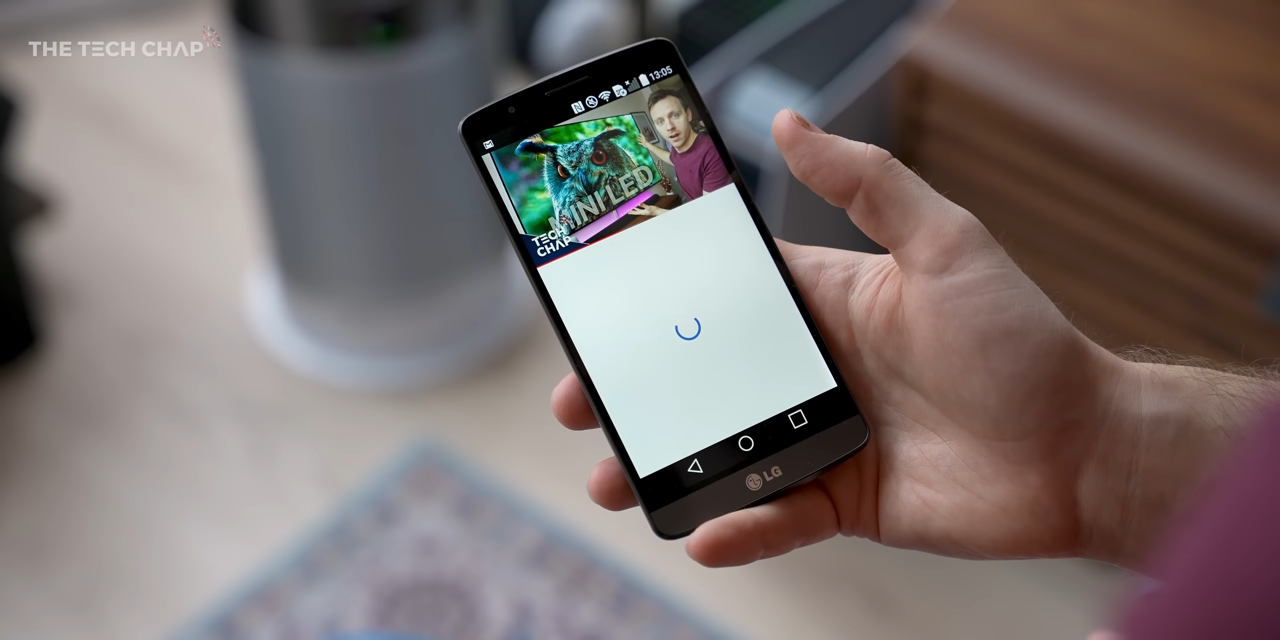 THE TECH CHAP
13:05
MINI LED
TECH
CHAP
LG